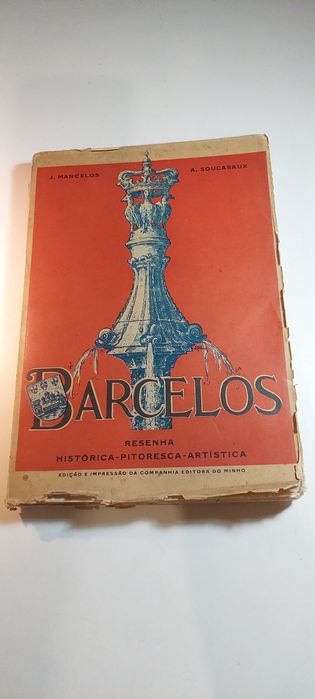 J. MANCELOS A. SOUCASAUX
BARCELOS
RESENHA
HISTÓRICA-PITORESCA-ARTÍSTICA
EDIÇÃO E IMPRESSÃO DA COMPANHIA EDITORA DO MINHO